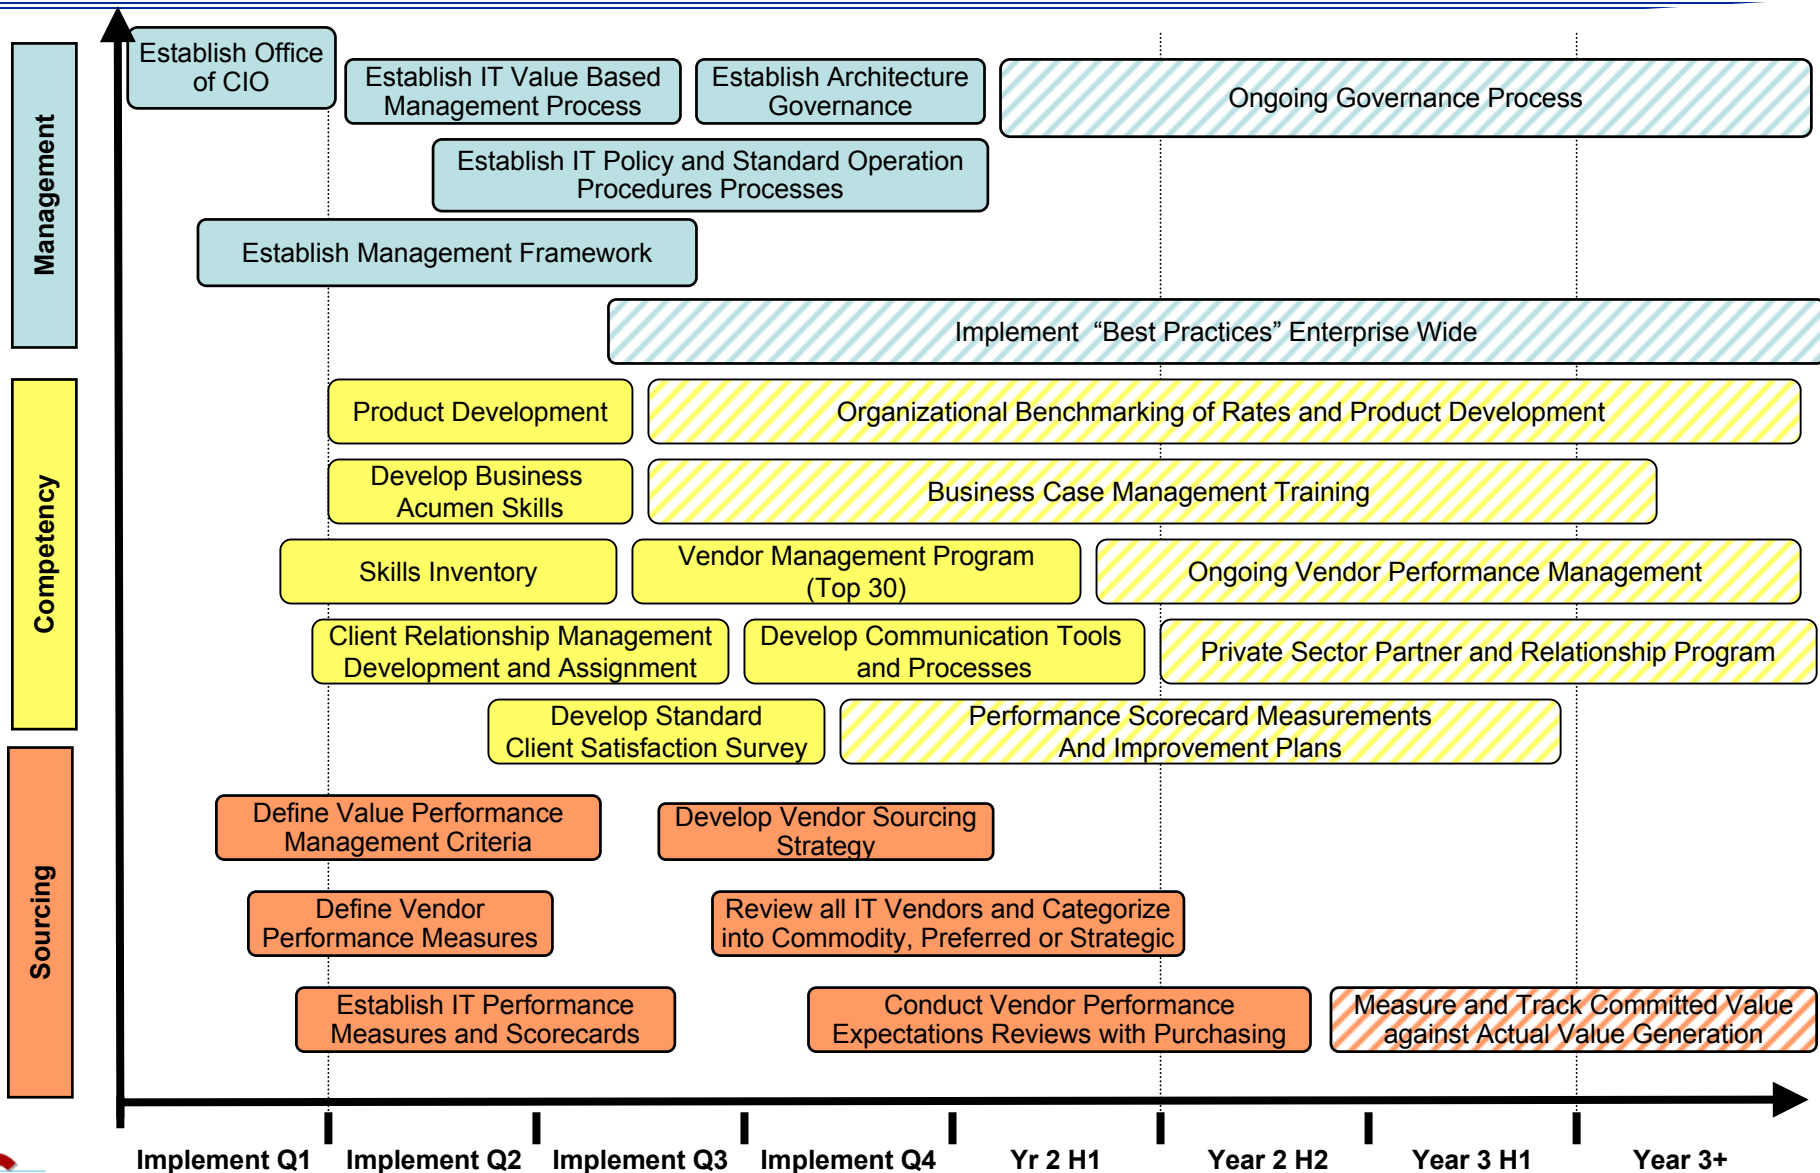 Management
Establish Office
of CIO
Establish IT Value Based
Management Process
Establish Architecture
Governance
Ongoing Governance Process
Establish IT Policy and Standard Operation
Procedures Processes
Establish Management Framework
Implement “Best Practices” Enterprise Wide
Competency
Product Development
Organizational Benchmarking of Rates and Product Development
Develop Business
Acumen Skills
Business Case Management Training
Skills Inventory
Vendor Management Program
(Top 30)
Ongoing Vendor Performance Management
Client Relationship Management
Development and Assignment
Develop Communication Tools
and Processes
Private Sector Partner and Relationship Program
Develop Standard
Client Satisfaction Survey
Performance Scorecard Measurements
And Improvement Plans
Sourcing
Define Value Performance
Management Criteria
Develop Vendor Sourcing
Strategy
Define Vendor
Performance Measures
Review all IT Vendors and Categorize
into Commodity, Preferred or Strategic
Establish IT Performance
Measures and Scorecards
Conduct Vendor Performance
Expectations Reviews with Purchasing
Measure and Track Committed Value
against Actual Value Generation
Implement Q1
Implement Q2
Implement Q3
Implement Q4
Yr 2 H1
Year 2 H2
Year 3 H1
Year 3+